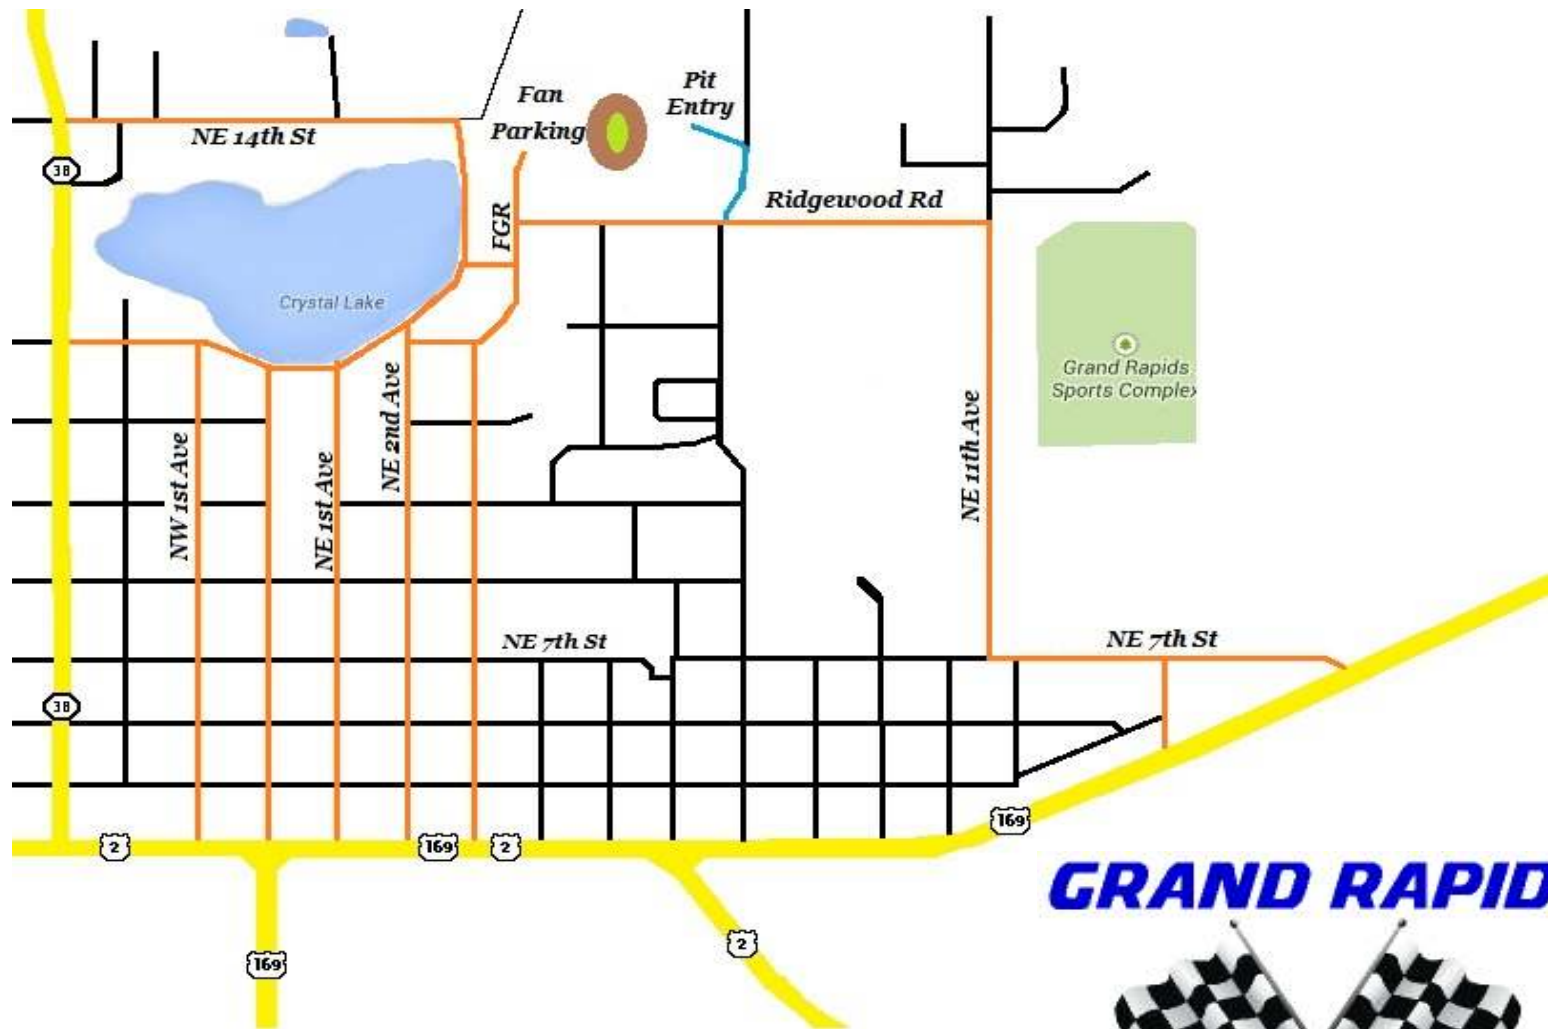 Fan
Parking
Pit
Entry
NE 14th St
38
Ridgewood Rd
FGR
Crystal Lake
Grand Rapids
Sports Complex
NE 2nd Ave
NE 11th Ave
NW 1st Ave
NE 1st Ave
NE 7th St
NE 7th St
38
169
2
169
2
GRAND RAPID
2
169